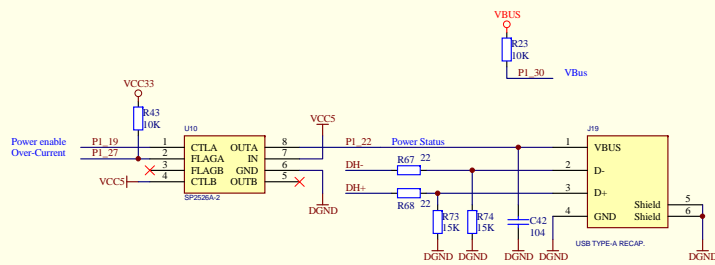 VBUS
R23
10K
P1_30
VBus
VCC33
R43
10K
U10
VCC5
J19
Power enable
P1_19
1
CTLA
OUTA
8
P1_22
Power Status
1
VBUS
Over-Current
P1_27
2
FLAGA
IN
7
3
FLAGB
GND
6
VCC5
4
CTLB
OUTB
5
SP2526A-2
DGND
DH-
R67
22
2
D-
DH+
R68
22
3
D+
R73
15K
R74
15K
C42
104
4
GND
Shield
5
Shield
6
USB TYPE-A RECAP.
DGND
DGND
DGND
DGND
DGND